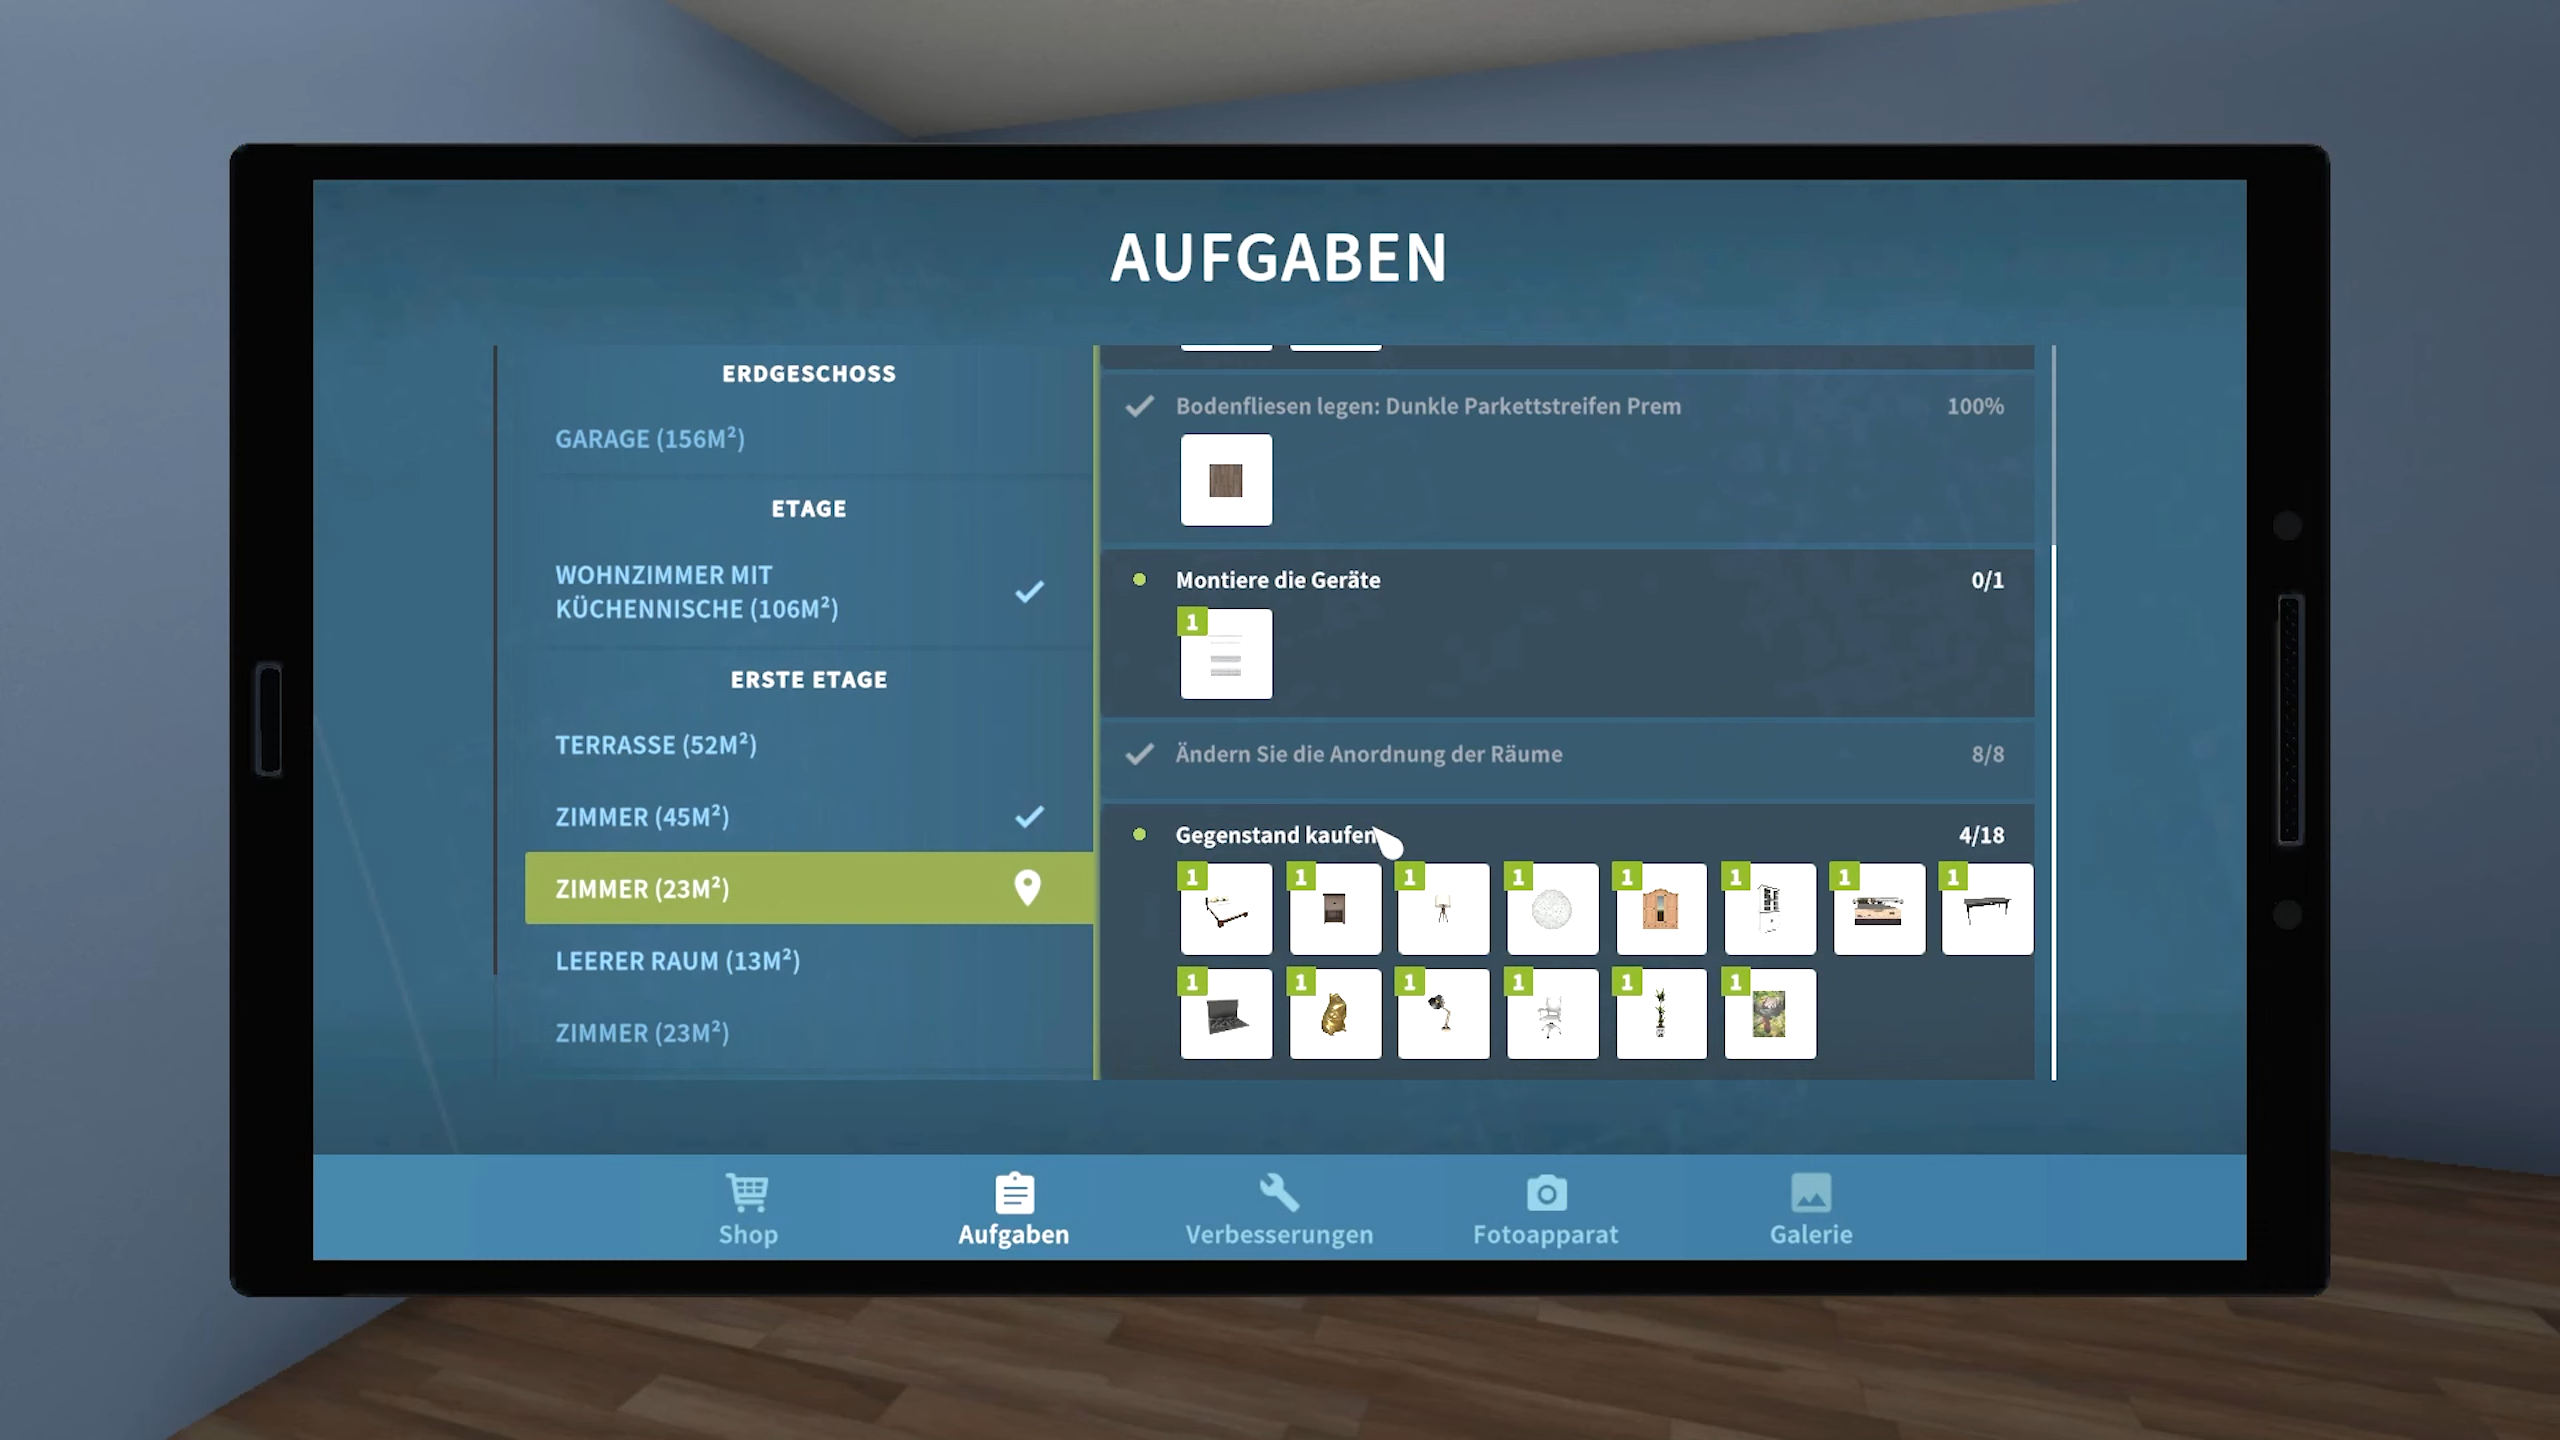 AUFGABEN
ERDGESCHOSS
GARAGE (156M²)
ETAGE
WOHNZIMMER MIT
KÜCHENNISCHE (106M²)
ERSTE ETAGE
TERRASSE (52M²)
ZIMMER (45M²)
ZIMMER (23M²)
LEERER RAUM (13M²)
ZIMMER (23M²)
Bodenfliesen legen: Dunkle Parkettstreifen Prem 100%
Montiere die Geräte 0/1
1
Ändern Sie die Anordnung der Räume 8/8
Gegenstand kaufen 4/18
1 1 1 1 1 1 1 1
1 1 1 1 1 1
Shop Aufgaben Verbesserungen Fotoapparat Galerie